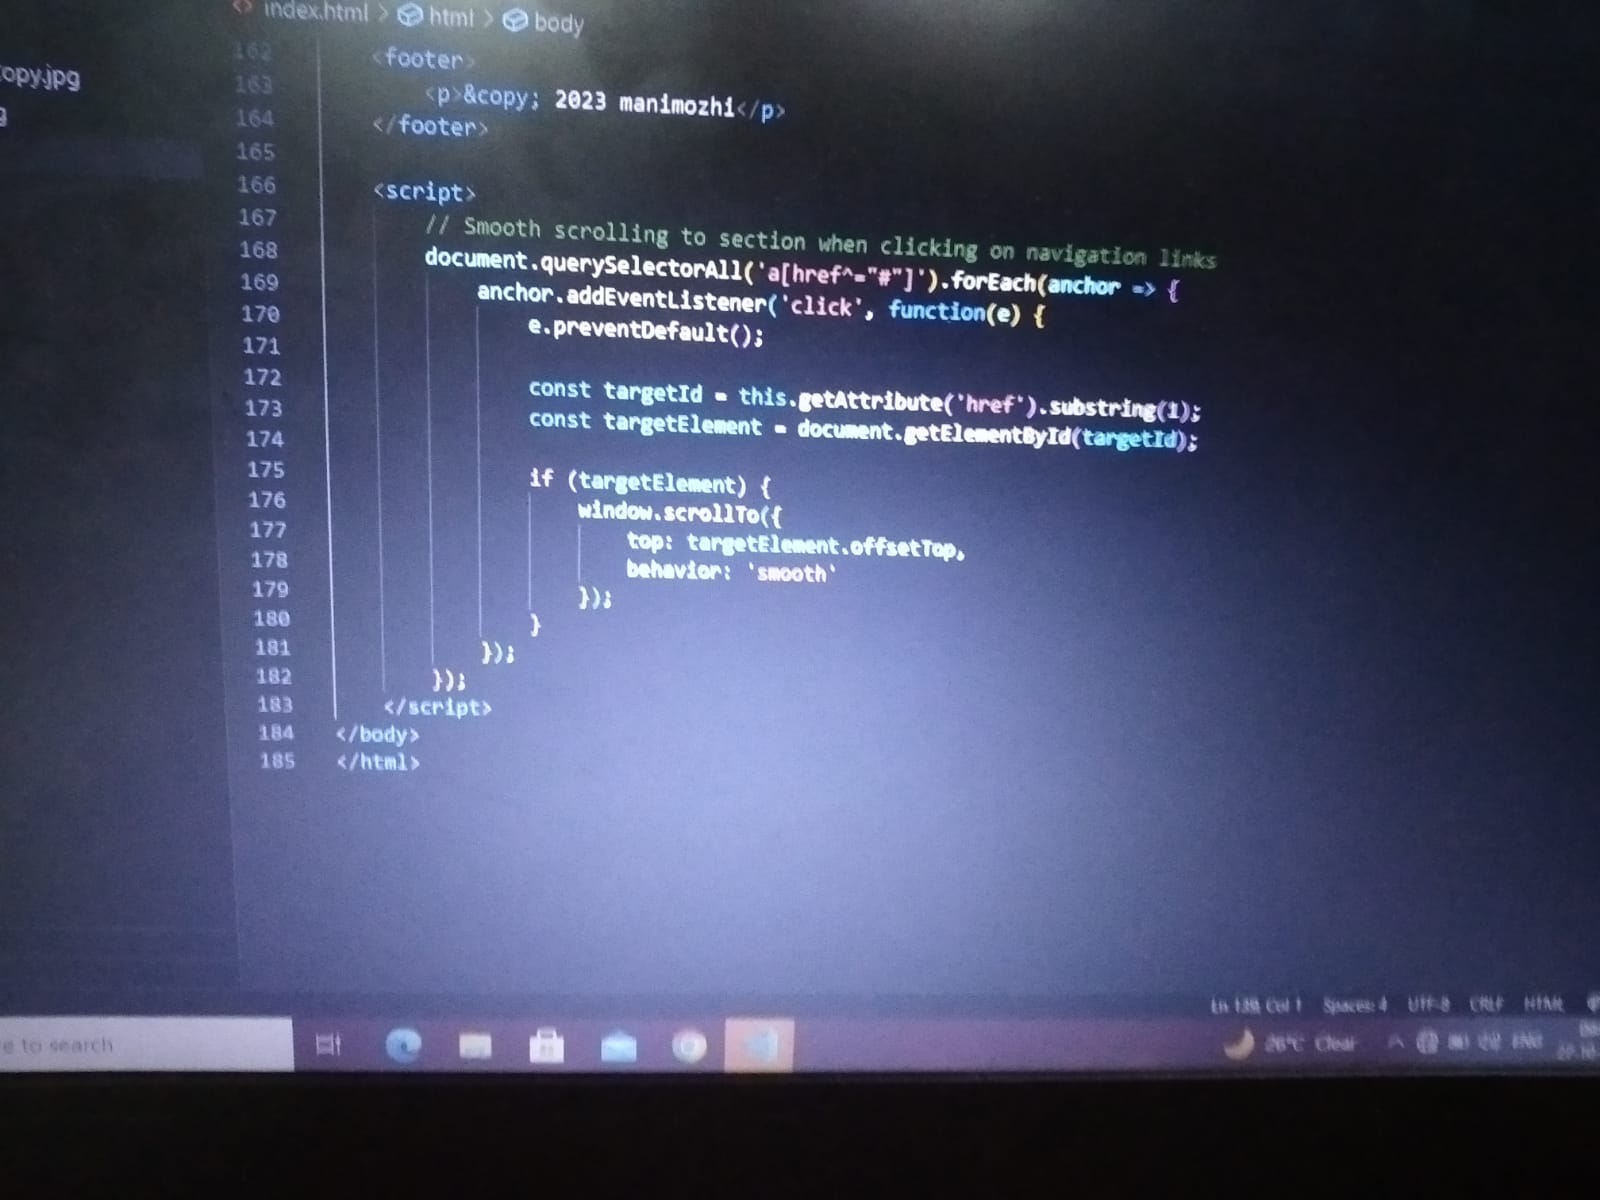 index.html > html > body
opy.jpg
g
162 <footer>
163 <p>&copy; 2023 manimozhi</p>
164 </footer>
165
166 <script>
167 // Smooth scrolling to section when clicking on navigation links
168 document.querySelectorAll('a[href^="#"]').forEach(anchor => {
169 anchor.addEventListener('click', function(e) {
170 e.preventDefault();
171
172 const targetId = this.getAttribute('href').substring(1);
173 const targetElement = document.getElementById(targetId);
174
175 if (targetElement) {
176 window.scrollTo({
177 top: targetElement.offsetTop,
178 behavior: 'smooth'
179 });
180 }
181 });
182 });
183 </script>
184 </body>
185 </html>
Col 1 Spaces: 4 UTF-8 CRLF HTML
e to search
26°C Clear ENG